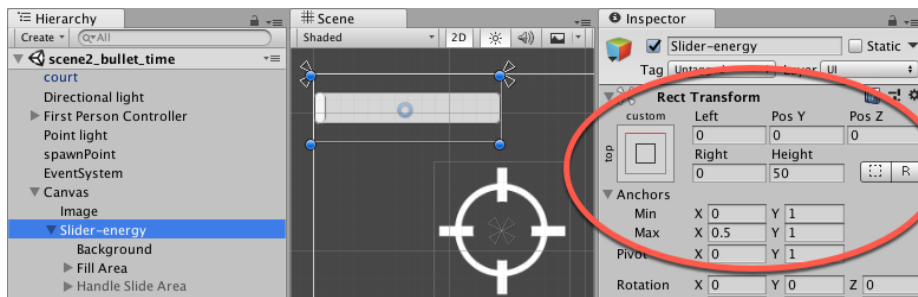 Hierarchy
Create
All
scene2_bullet_time
court
Directional light
First Person Controller
Point light
spawnPoint
EventSystem
Canvas
Image
Slider-energy
Background
Fill Area
Handle Slide Area
Scene
Shaded 2D
Inspector
Slider-energy Static
Tag Layer UI
Rect Transform
custom Left Pos Y Pos Z
top 0 0 0
Right Height
0 50 R
Anchors
Min X 0 Y 1
Max X 0.5 Y 1
Pivot X 0 Y 1
Rotation X 0 Y 0 Z 0